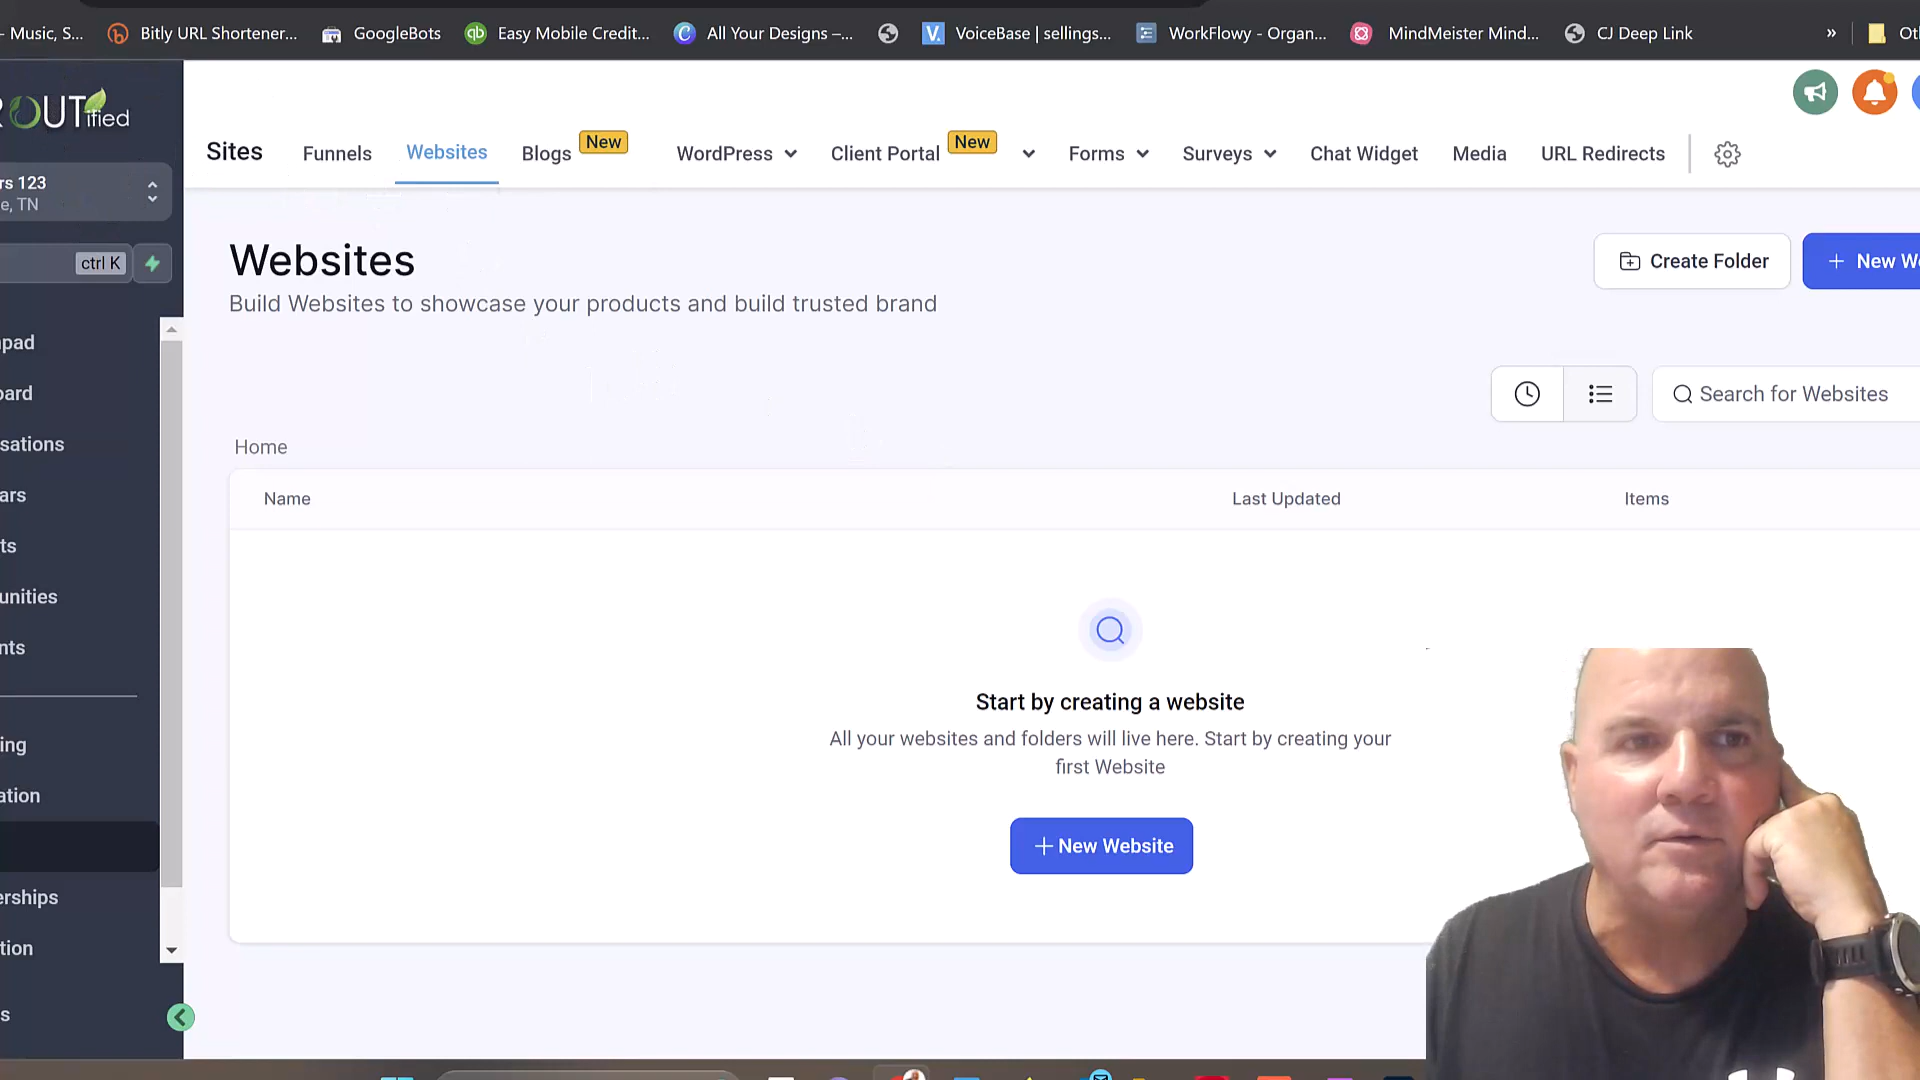 - Music, S...
Bitly URL Shortener...
GoogleBots
Easy Mobile Credit...
All Your Designs –...
VoiceBase | sellings...
WorkFlowy - Organ...
MindMeister Mind...
CJ Deep Link
»
Ot
ROUTified
rs 123
e, TN
ctrl K
pad
oard
sations
ars
ts
unities
nts
ing
ation
erships
tion
s
Sites
Funnels
Websites
Blogs
New
WordPress
Client Portal
New
Forms
Surveys
Chat Widget
Media
URL Redirects
Websites
Build Websites to showcase your products and build trusted brand
Create Folder
+ New We
Search for Websites
Home
Name
Last Updated
Items
Start by creating a website
All your websites and folders will live here. Start by creating your
first Website
+ New Website